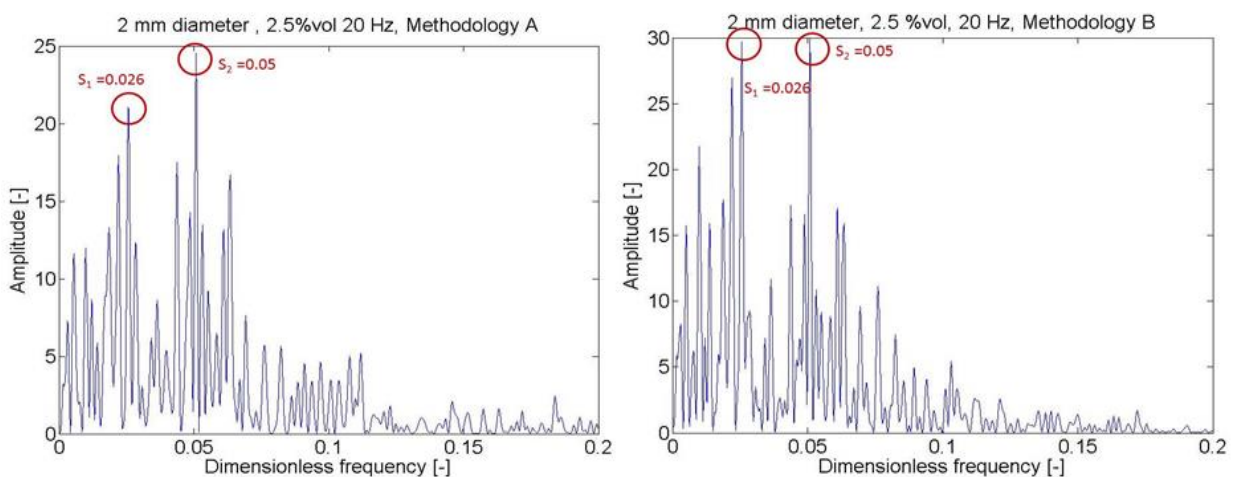 2 mm diameter , 2.5%vol 20 Hz, Methodology A
25
20
15
10
5
0
Amplitude [-]
S₁ =0.026
S₂ =0.05
0
0.05
0.1
0.15
0.2
Dimensionless frequency [-]
2 mm diameter, 2.5 %vol, 20 Hz, Methodology B
30
25
20
15
10
5
0
Amplitude [-]
S₁ =0.026
S₂ =0.05
0
0.05
0.1
0.15
0.2
Dimensionless frequency [-]